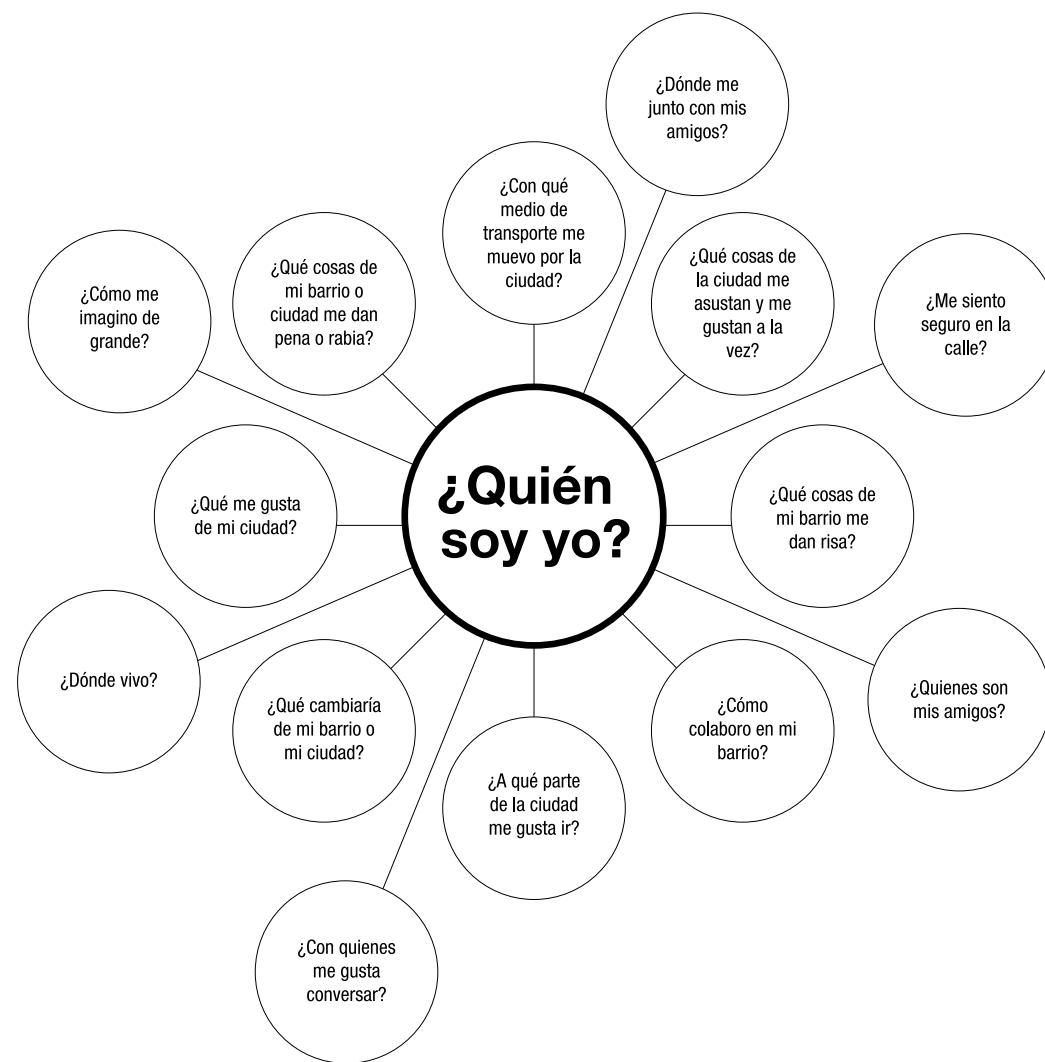 ¿Dónde me
junto con mis
amigos?
¿Con qué
medio de
transporte me
muevo por la
ciudad?
¿Qué cosas de
mi barrio o
ciudad me dan
pena o rabia?
¿Qué cosas de
la ciudad me
asustan y me
gustan a la
vez?
¿Cómo me
imagino de
grande?
¿Me siento
seguro en la
calle?
¿Quién
soy yo?
¿Qué me gusta
de mi ciudad?
¿Qué cosas de
mi barrio me
dan risa?
¿Dónde vivo?
¿Qué cambiaría
de mi barrio o
mi ciudad?
¿Cómo
colaboro en mi
barrio?
¿Quienes son
mis amigos?
¿A qué parte
de la ciudad
me gusta ir?
¿Con quienes
me gusta
conversar?